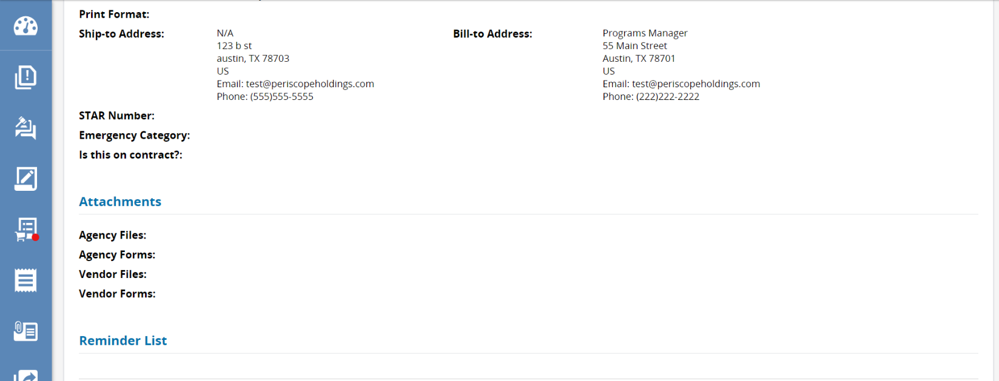 Print Format:
Ship-to Address:
N/A
123 b st
austin, TX 78703
US
Email: test@periscopeholdings.com
Phone: (555)555-5555
Bill-to Address:
Programs Manager
55 Main Street
Austin, TX 78701
US
Email: test@periscopeholdings.com
Phone: (222)222-2222
STAR Number:
Emergency Category:
Is this on contract?:
Attachments
Agency Files:
Agency Forms:
Vendor Files:
Vendor Forms:
Reminder List